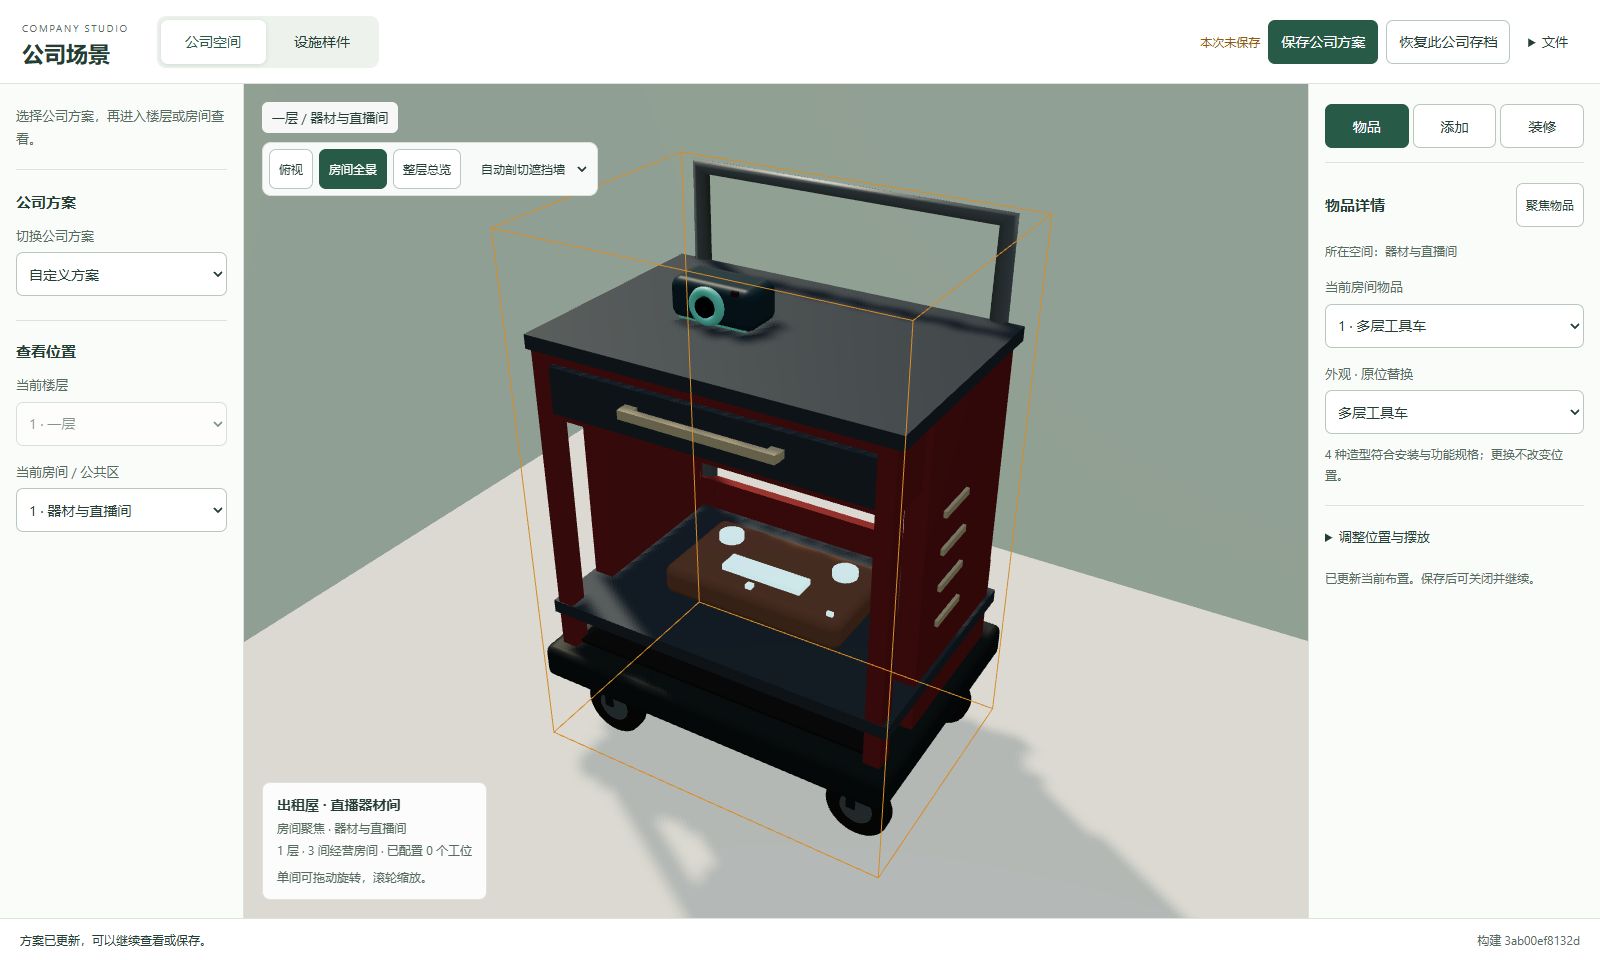 COMPANY STUDIO
公司场景
公司空间
设施样件
本次未保存
保存公司方案
恢复此公司存档
▶ 文件
选择公司方案，再进入楼层或房间查
看。
公司方案
切换公司方案
自定义方案
查看位置
当前楼层
1 · 一层
当前房间 / 公共区
1 · 器材与直播间
一层 / 器材与直播间
俯视
房间全景
整层总览
自动剖切遮挡墙
出租屋 · 直播器材间
房间聚焦 · 器材与直播间
1 层 · 3 间经营房间 · 已配置 0 个工位
单间可拖动旋转，滚轮缩放。
物品
添加
装修
物品详情
聚焦物品
所在空间：器材与直播间
当前房间物品
1 · 多层工具车
外观 · 原位替换
多层工具车
4 种造型符合安装与功能规格；更换不改变位
置。
▶ 调整位置与摆放
已更新当前布置。保存后可关闭并继续。
方案已更新，可以继续查看或保存。
构建 3ab00ef8132d